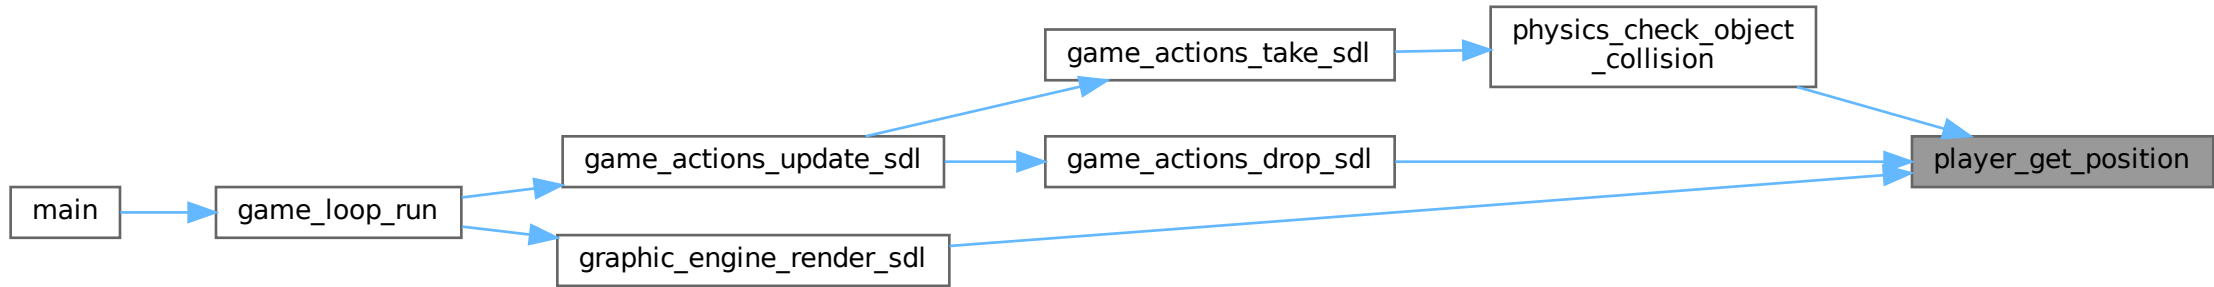 main
game_loop_run
game_actions_update_sdl
graphic_engine_render_sdl
game_actions_take_sdl
game_actions_drop_sdl
physics_check_object
_collision
player_get_position